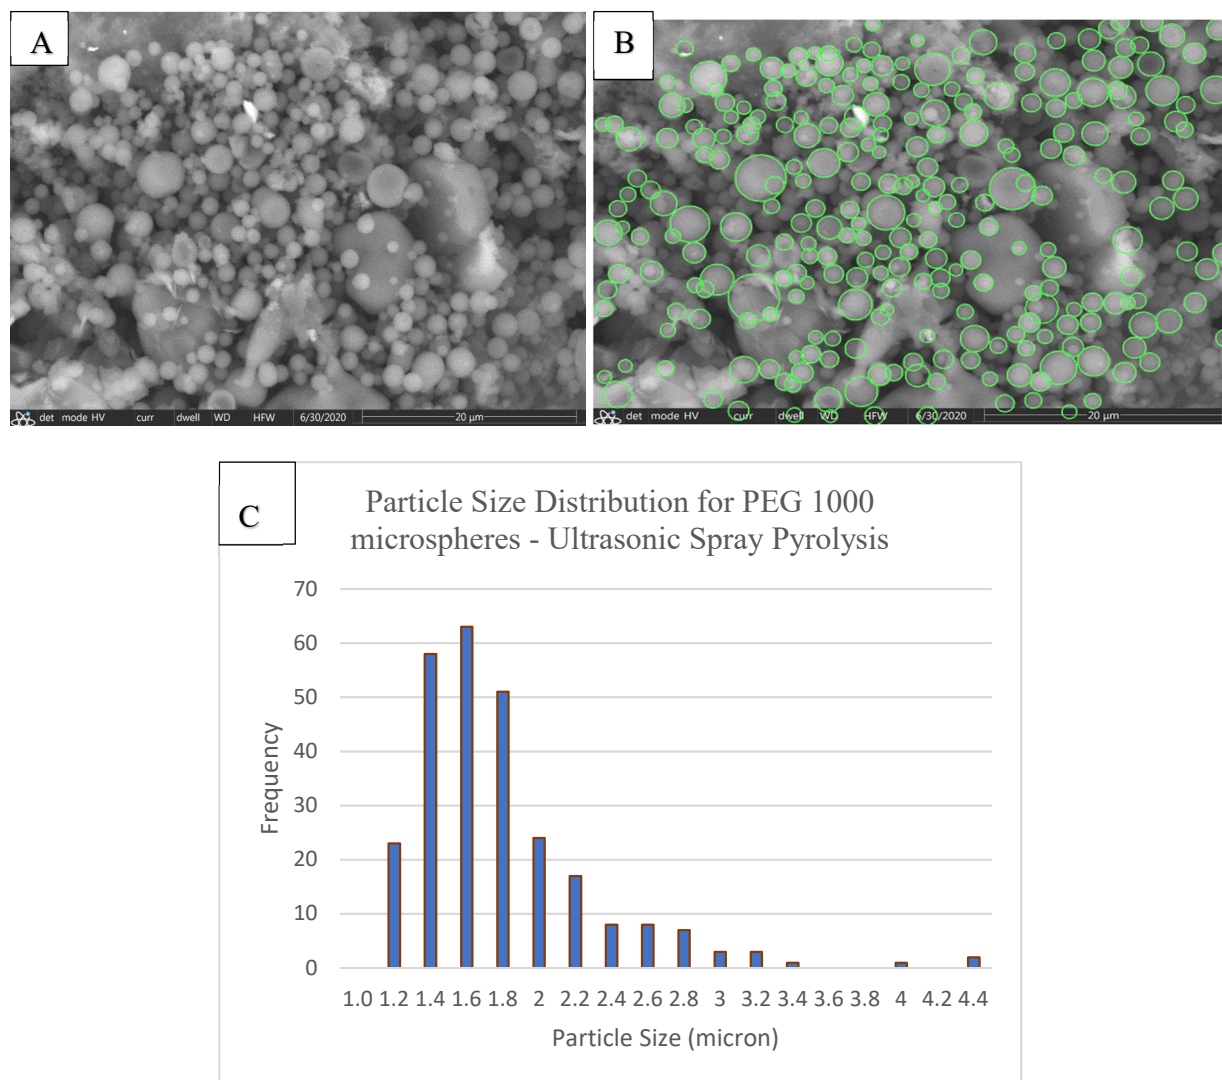 A
B
det mode HV curr dwell WD HFW 6/30/2020 20 µm
det mode HV curr dwell WD HFW 6/30/2020 20 µm
C
Particle Size Distribution for PEG 1000
microspheres - Ultrasonic Spray Pyrolysis
70
60
50
40
30
20
10
0
Frequency
1.0 1.2 1.4 1.6 1.8 2 2.2 2.4 2.6 2.8 3 3.2 3.4 3.6 3.8 4 4.2 4.4
Particle Size (micron)